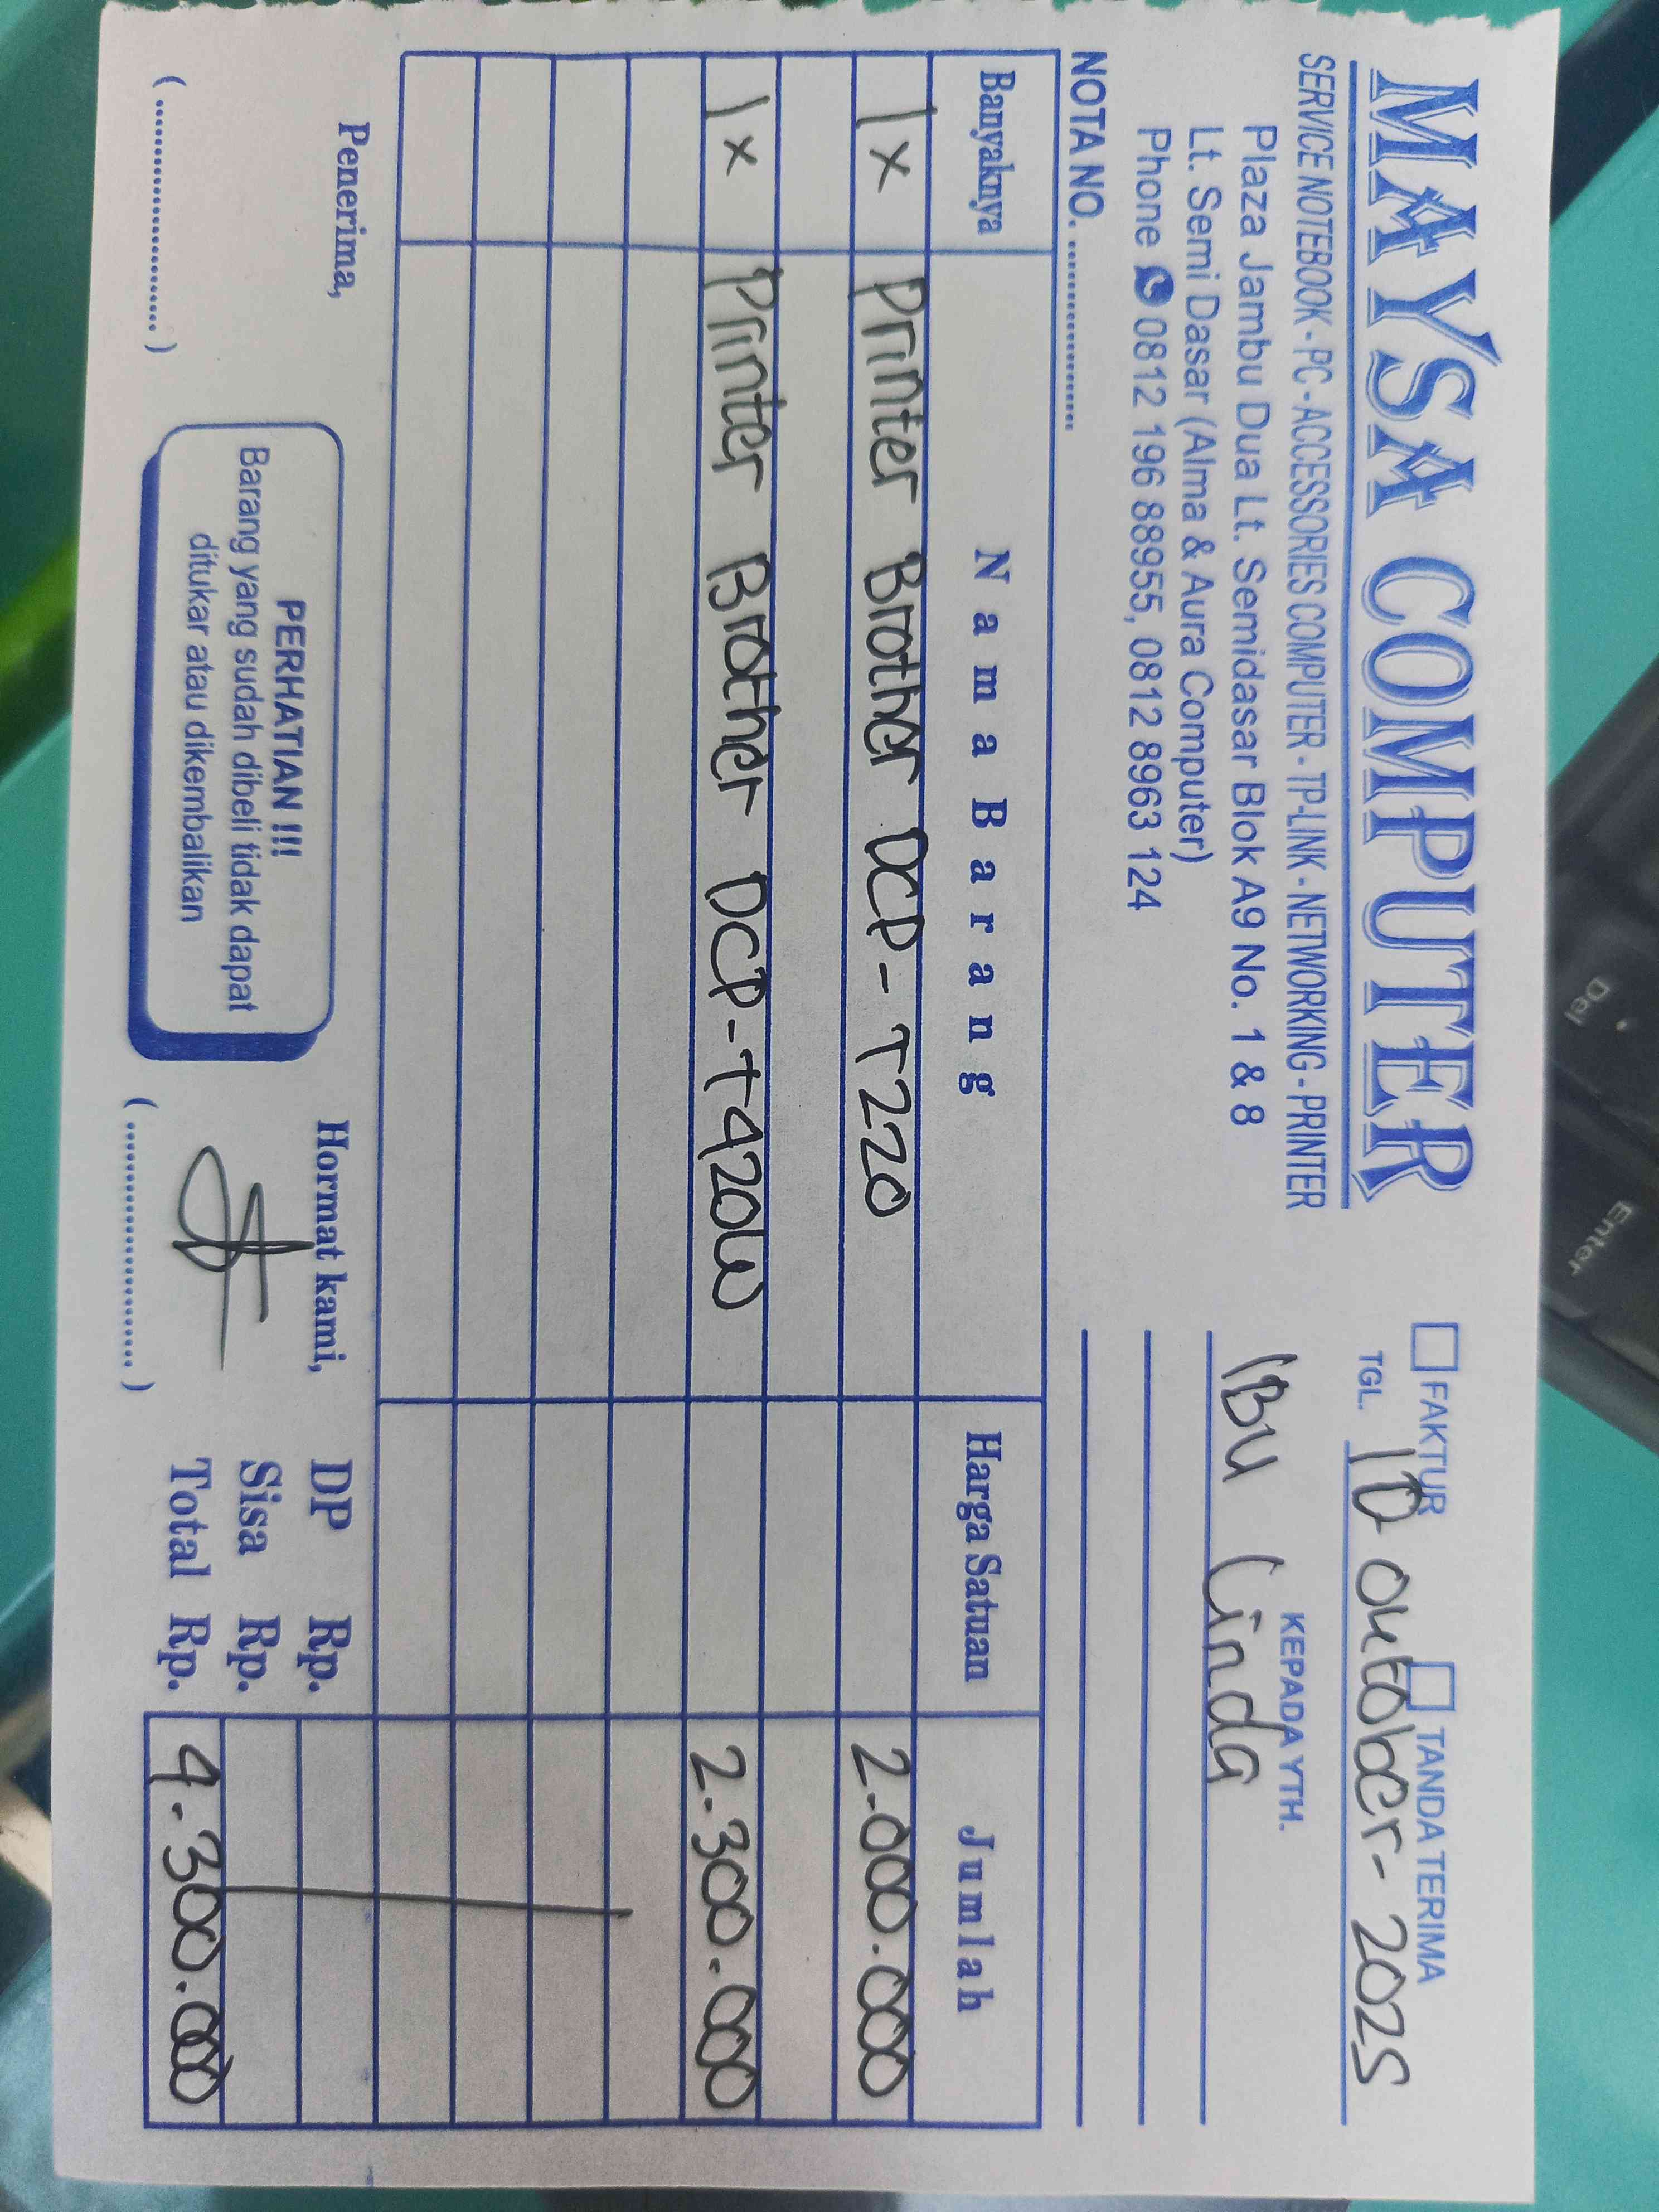 MAYSA COMPUTER
SERVICE NOTEBOOK - PC - ACCESSORIES COMPUTER - TP-LINK - NETWORKING - PRINTER
Plaza Jambu Dua Lt. Semidasar Blok A9 No. 1 & 8
Lt. Semi Dasar (Alma & Aura Computer)
Phone 0812 196 88955, 0812 8963 124
NOTA NO. ....................
FAKTUR TANDA TERIMA
TGL. 10 Oktober - 2025
KEPADA YTH.
IBU Linda
Banyaknya Nama Barang Harga Satuan Jumlah
1x Printer Brother DCP-T220 2.000.000
1x Printer Brother DCP-T420W 2.300.000
Penerima,
(........................)
PERHATIAN !!!
Barang yang sudah dibeli tidak dapat
ditukar atau dikembalikan
Hormat kami,
(........................)
DP Rp.
Sisa Rp.
Total Rp. 4.300.000
Del
Enter